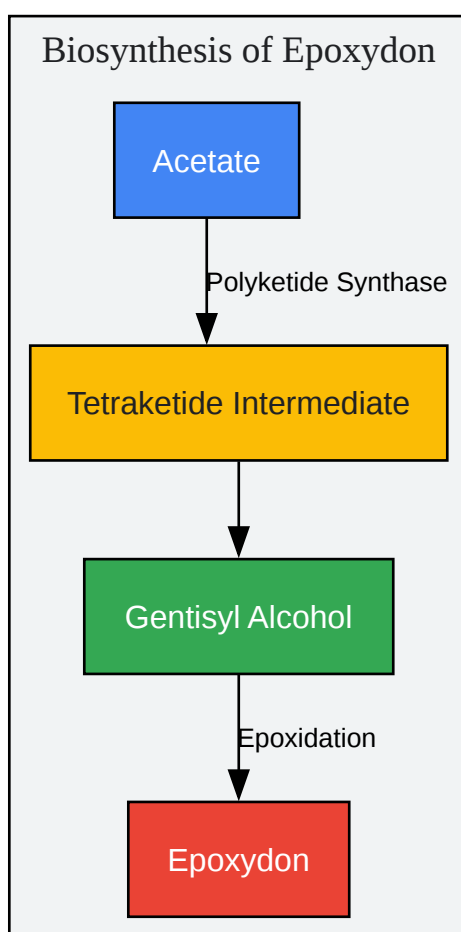 Biosynthesis of Epoxydon
Acetate
Polyketide Synthase
Tetraketide Intermediate
Gentisyl Alcohol
Epoxidation
Epoxydon